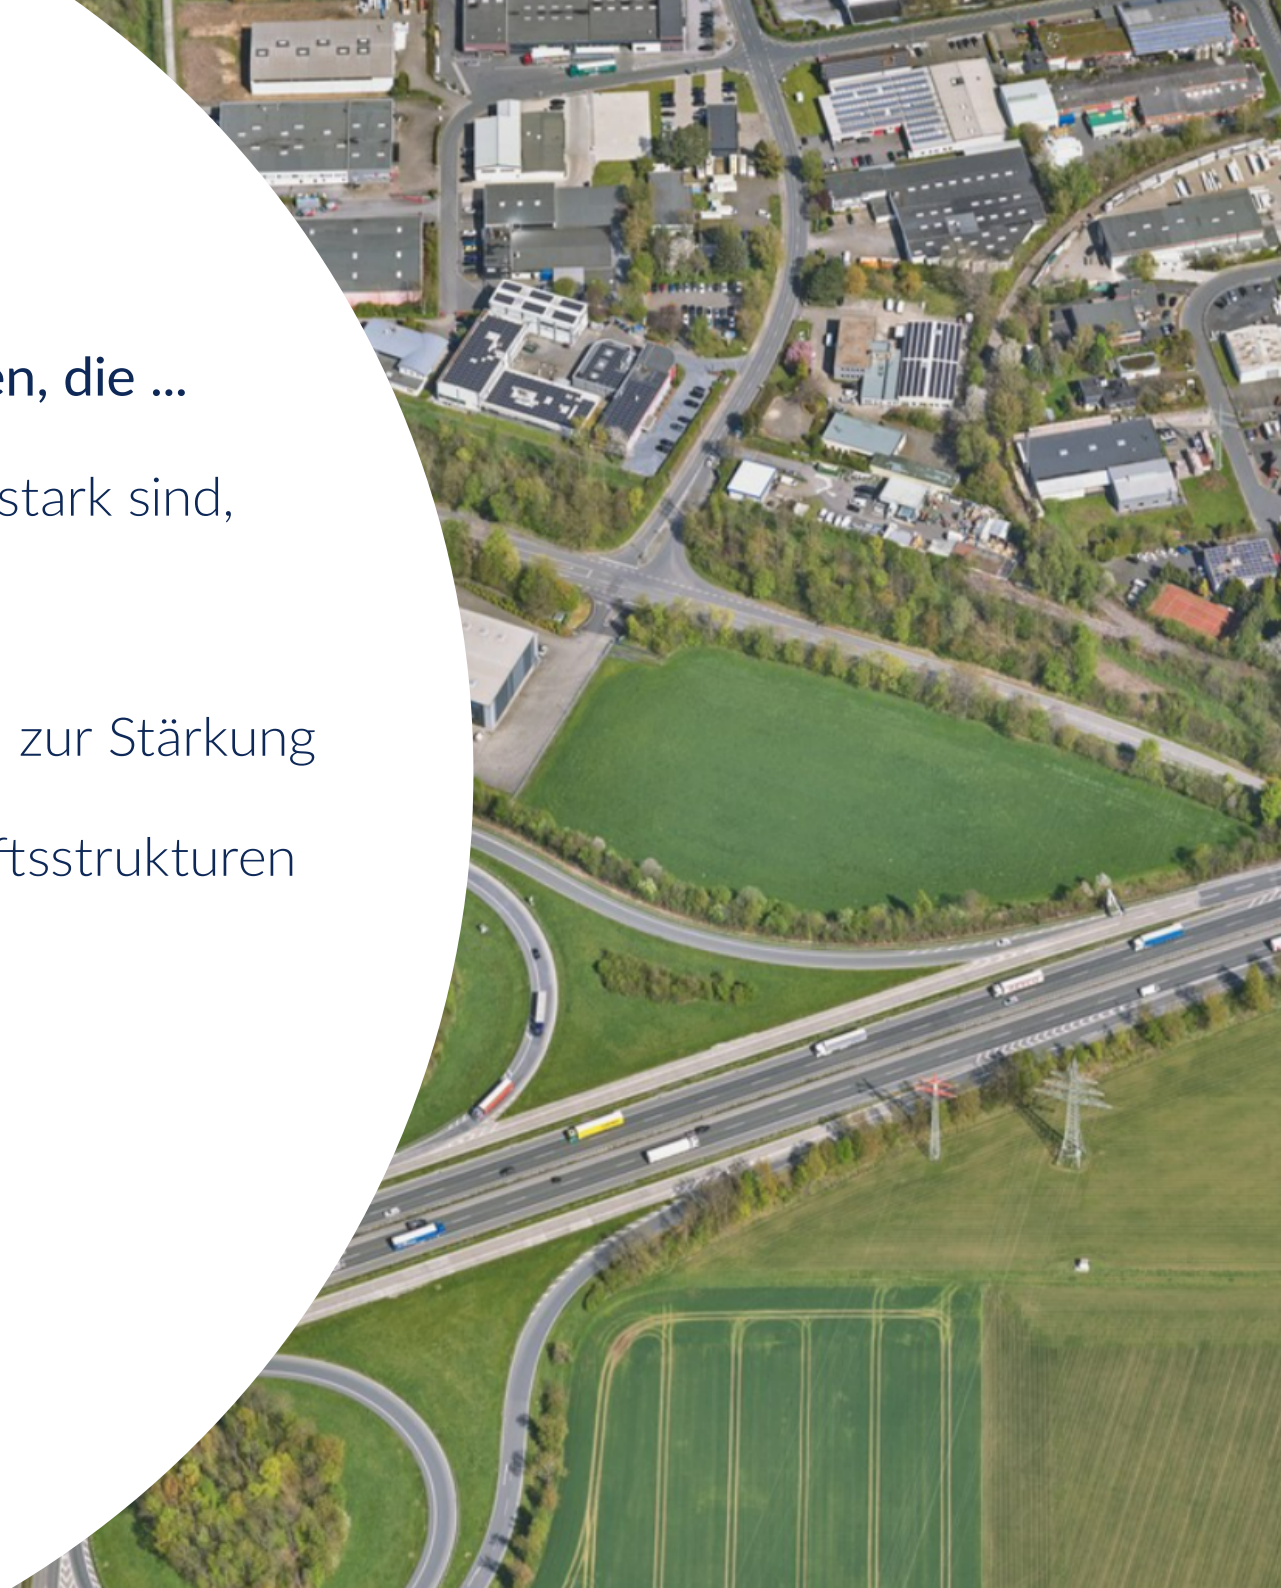 en, die ...
stark sind,
zur Stärkung
ftsstrukturen